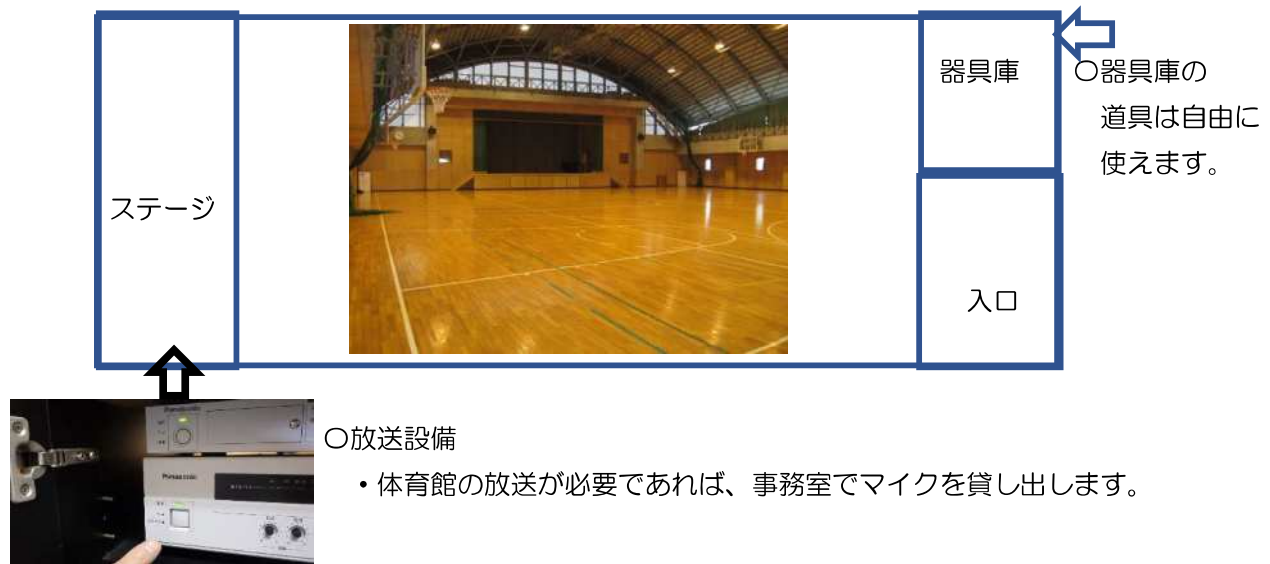 器具庫
〇器具庫の
道具は自由に
使えます。
ステージ
入口
〇放送設備
・体育館の放送が必要であれば、事務室でマイクを貸し出します。
Panasonic